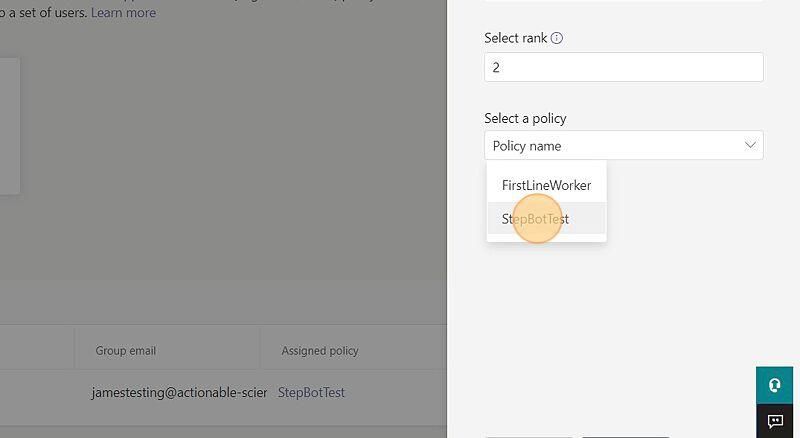 o a set of users. Learn more
Select rank
2
Select a policy
Policy name
FirstLineWorker
StepBotTest
Group email
Assigned policy
jamestesting@actionable-scier
StepBotTest